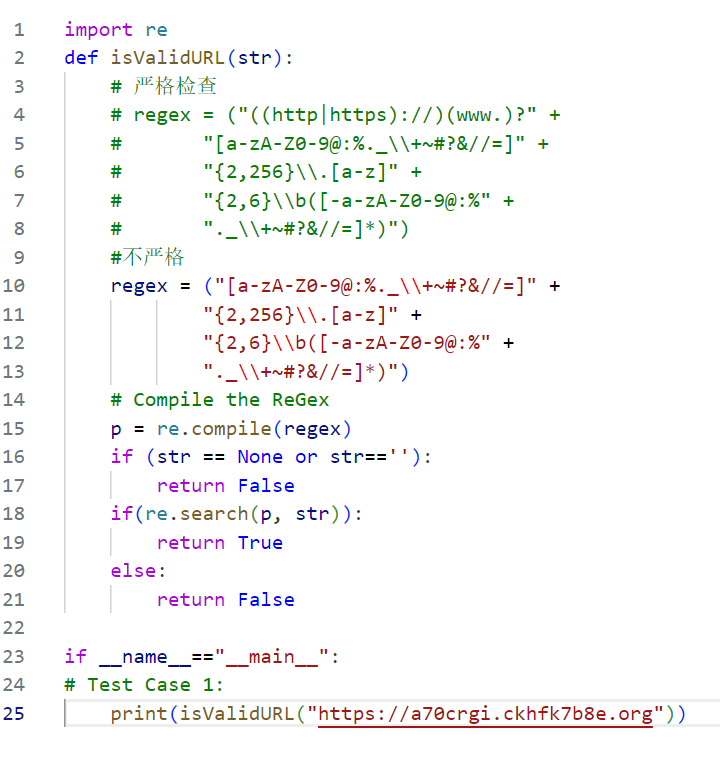 1 import re
2 def isValidURL(str):
3     # 严格检查
4     # regex = ("((http|https)://)(www.)?" +
5     #       "[a-zA-Z0-9@:%._\\+~#?&//=]" +
6     #       "{2,256}\\.[a-z]" +
7     #       "{2,6}\\b([-a-zA-Z0-9@:%" +
8     #       "._\\+~#?&//=]*)")
9     #不严格
10     regex = ("[a-zA-Z0-9@:%._\\+~#?&//=]" +
11             "{2,256}\\.[a-z]" +
12             "{2,6}\\b([-a-zA-Z0-9@:%" +
13             "._\\+~#?&//=]*)")
14     # Compile the ReGex
15     p = re.compile(regex)
16     if (str == None or str==''):
17         return False
18     if(re.search(p, str)):
19         return True
20     else:
21         return False
22
23 if __name__=="__main__":
24 # Test Case 1:
25     print(isValidURL("https://a70crgi.ckhfk7b8e.org"))